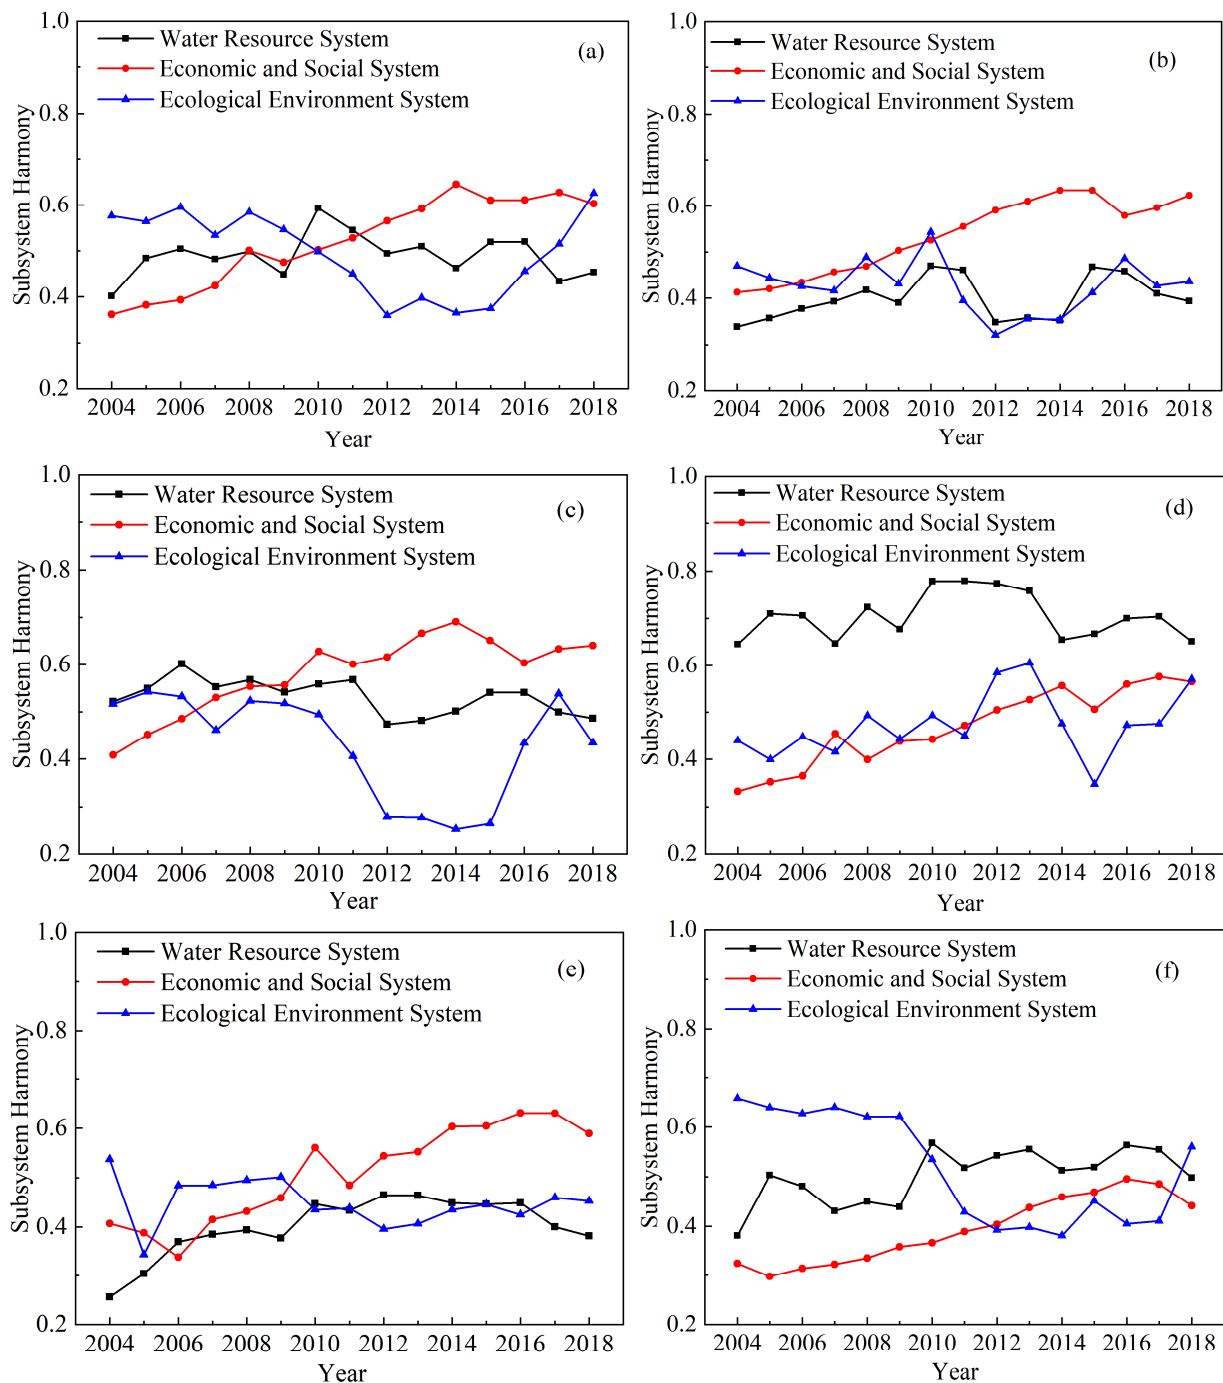 1.0
Water Resource System
(a)
Economic and Social System
0.8
Ecological Environment System
Subsystem Harmony
0.6
0.4
0.2
2004 2006 2008 2010 2012 2014 2016 2018
Year
1.0
Water Resource System
(b)
Economic and Social System
0.8
Ecological Environment System
Subsystem Harmony
0.6
0.4
0.2
2004 2006 2008 2010 2012 2014 2016 2018
Year
1.0
Water Resource System
(c)
Economic and Social System
0.8
Ecological Environment System
Subsystem Harmony
0.6
0.4
0.2
2004 2006 2008 2010 2012 2014 2016 2018
Year
1.0
Water Resource System
(d)
Economic and Social System
0.8
Ecological Environment System
Subsystem Harmony
0.6
0.4
0.2
2004 2006 2008 2010 2012 2014 2016 2018
Year
1.0
Water Resource System
(e)
Economic and Social System
0.8
Ecological Environment System
Subsystem Harmony
0.6
0.4
0.2
2004 2006 2008 2010 2012 2014 2016 2018
Year
1.0
Water Resource System
(f)
Economic and Social System
0.8
Ecological Environment System
Subsystem Harmony
0.6
0.4
0.2
2004 2006 2008 2010 2012 2014 2016 2018
Year